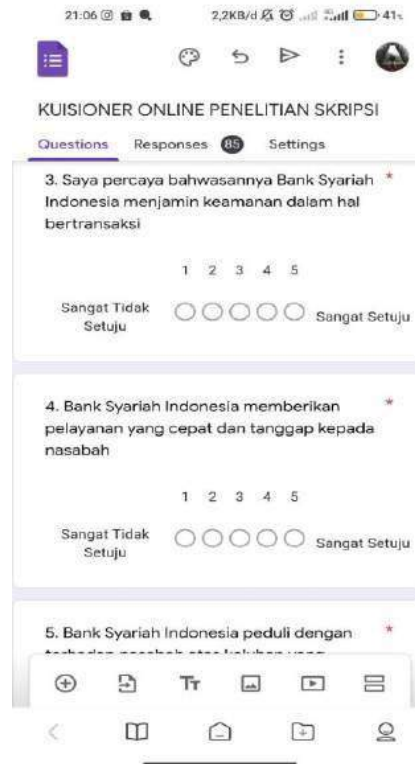 21:06 2,2KB/d 41%
KUISIONER ONLINE PENELITIAN SKRIPSI
Questions Responses 85 Settings
3. Saya percaya bahwasannya Bank Syariah *
Indonesia menjamin keamanan dalam hal
bertransaksi
1 2 3 4 5
Sangat Tidak
Setuju
Sangat Setuju
4. Bank Syariah Indonesia memberikan *
pelayanan yang cepat dan tanggap kepada
nasabah
1 2 3 4 5
Sangat Tidak
Setuju
Sangat Setuju
5. Bank Syariah Indonesia peduli dengan *